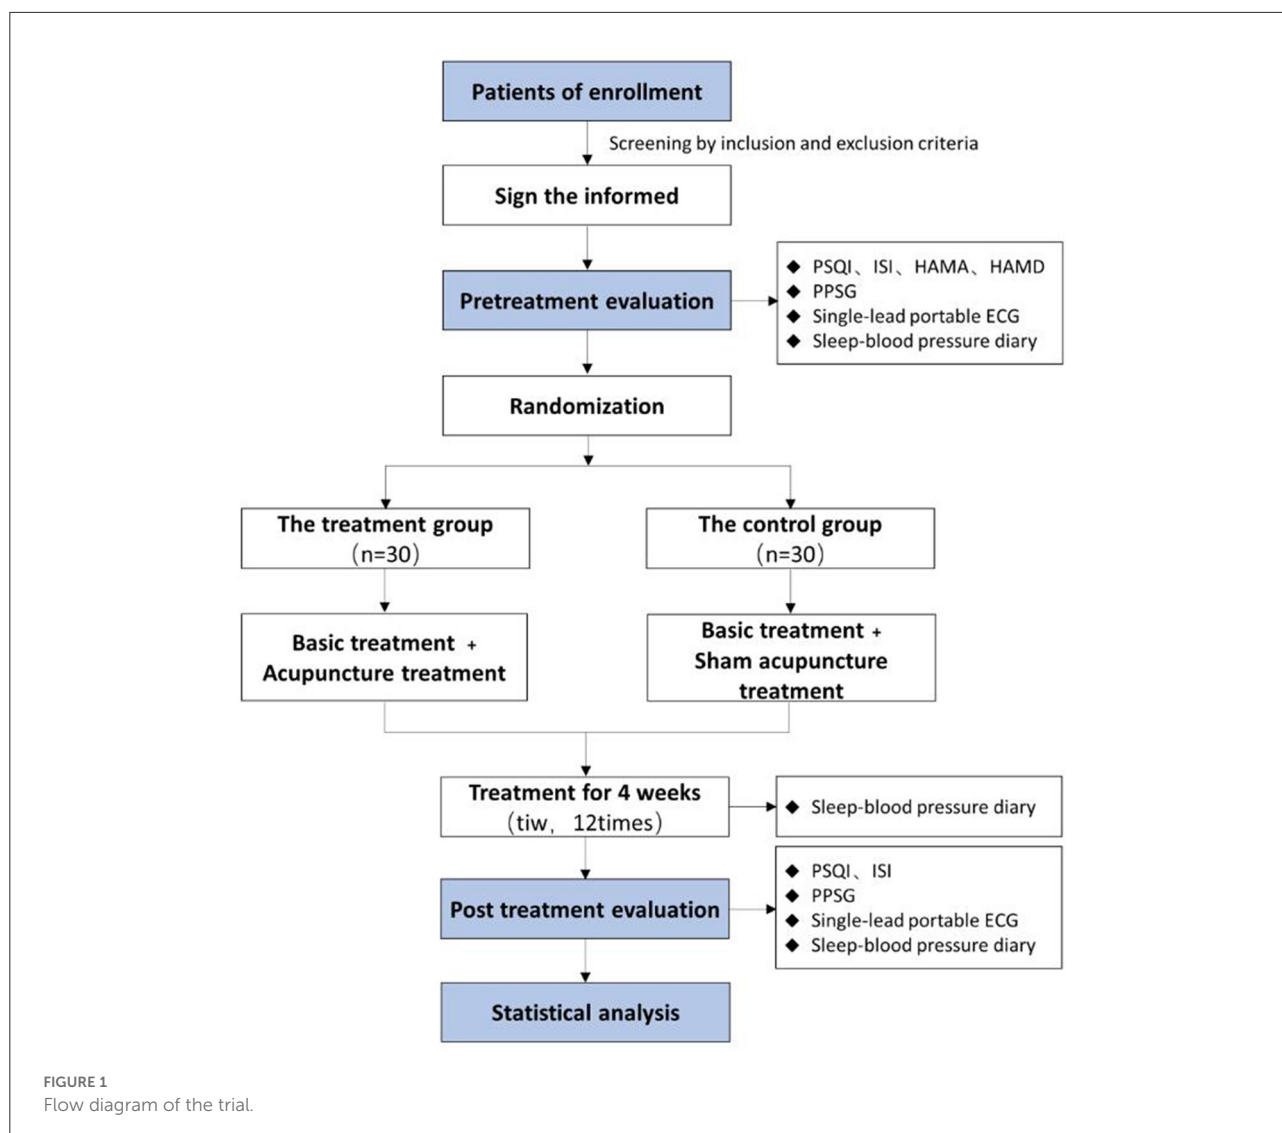 Patients of enrollment
Screening by inclusion and exclusion criteria
Sign the informed
Pretreatment evaluation
◆ PSQI、ISI、HAMA、HAMD
◆ PPSG
◆ Single-lead portable ECG
◆ Sleep-blood pressure diary
Randomization
The treatment group
（n=30）
The control group
（n=30）
Basic treatment +
Acupuncture treatment
Basic treatment +
Sham acupuncture
treatment
Treatment for 4 weeks
（tiw， 12times）
◆ Sleep-blood pressure diary
Post treatment evaluation
◆ PSQI、ISI
◆ PPSG
◆ Single-lead portable ECG
◆ Sleep-blood pressure diary
Statistical analysis
FIGURE 1
Flow diagram of the trial.